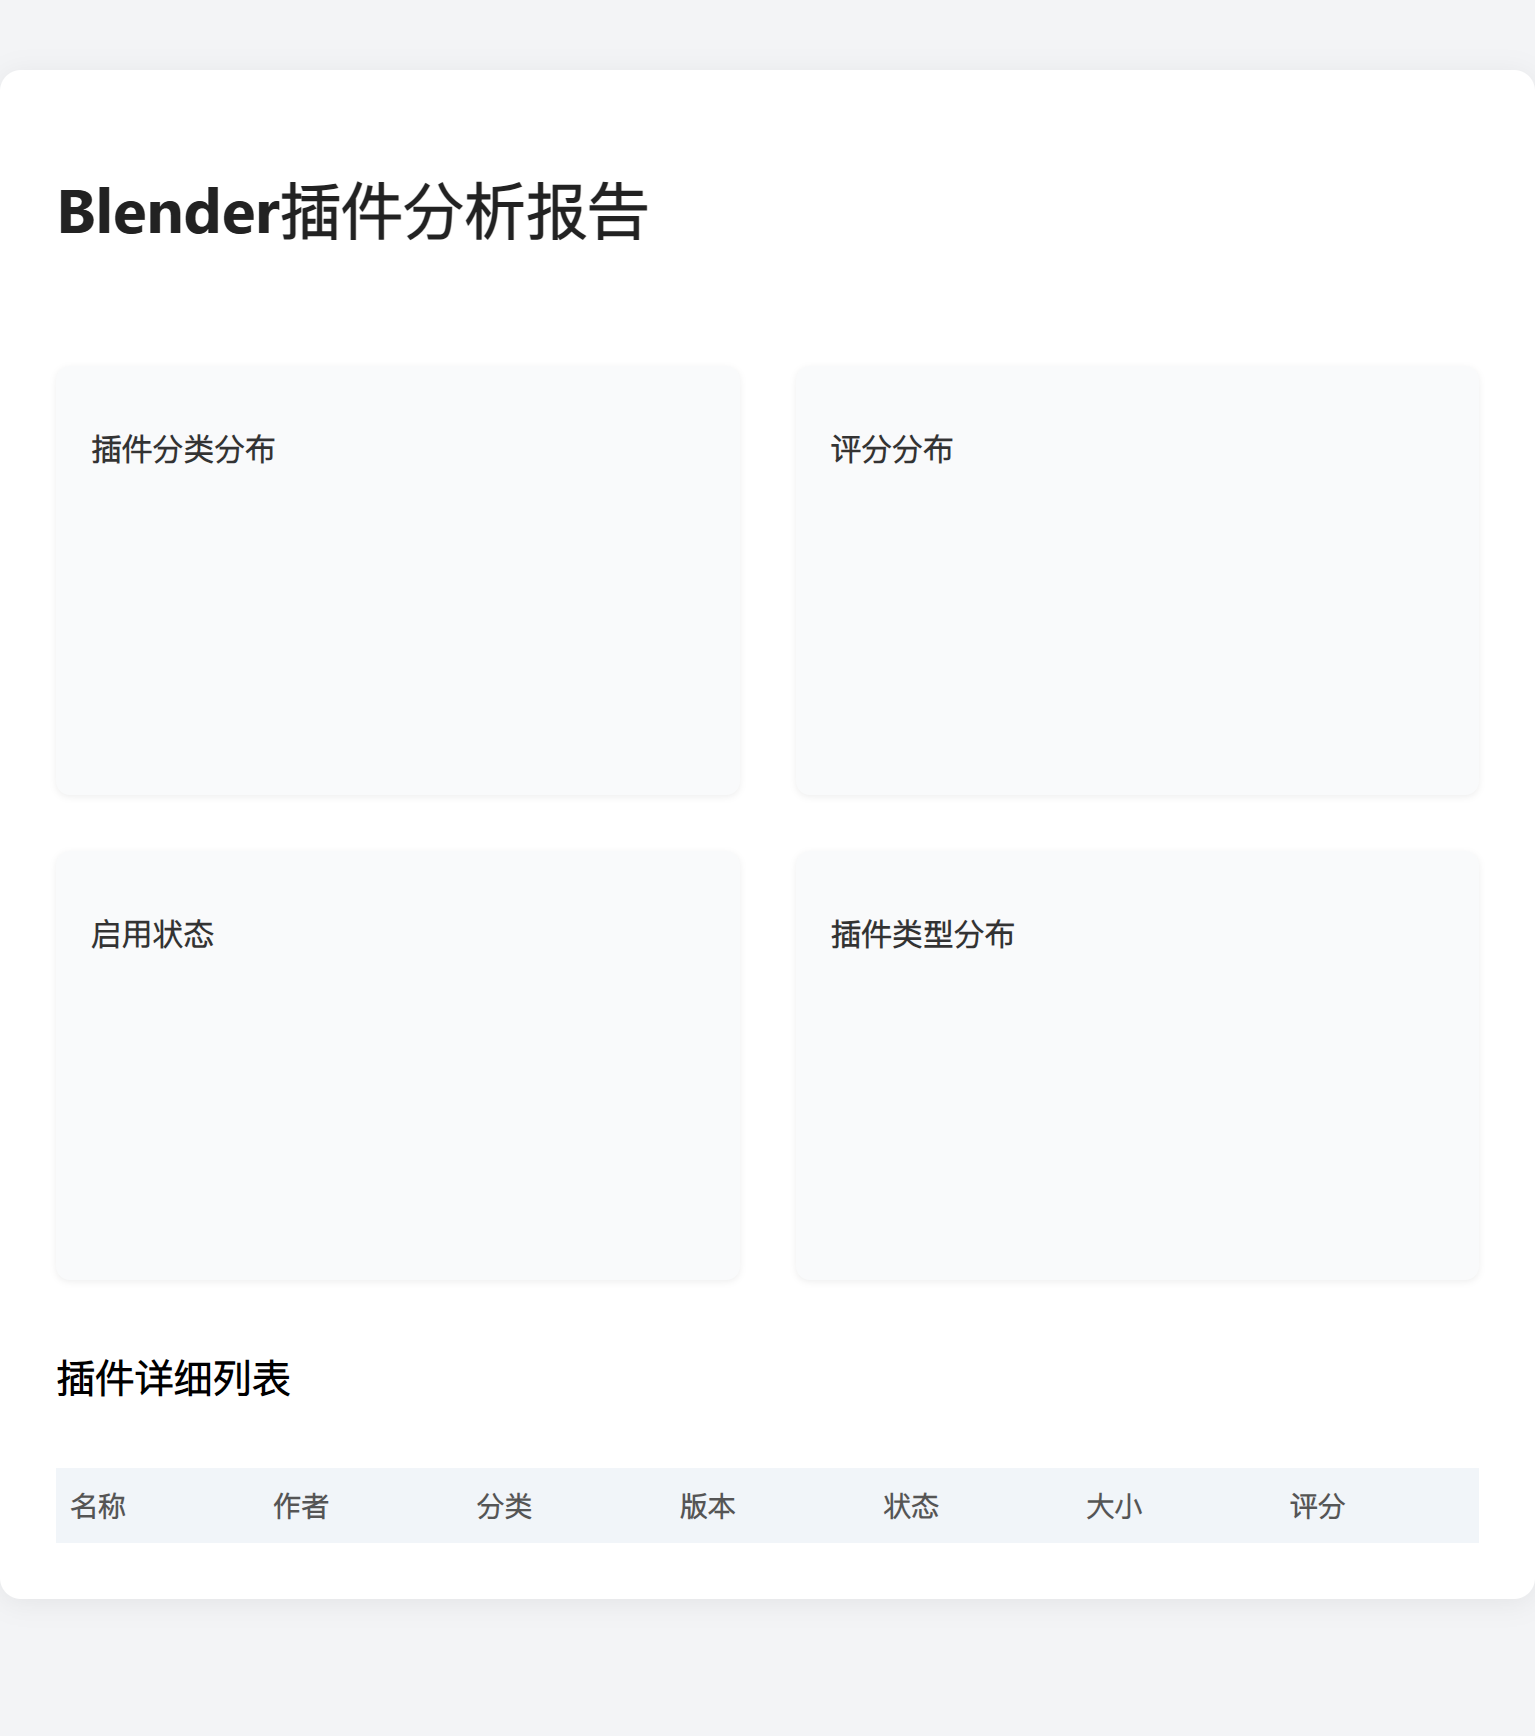 Blender插件分析报告
插件分类分布
评分分布
启用状态
插件类型分布
插件详细列表
名称 作者 分类 版本 状态 大小 评分